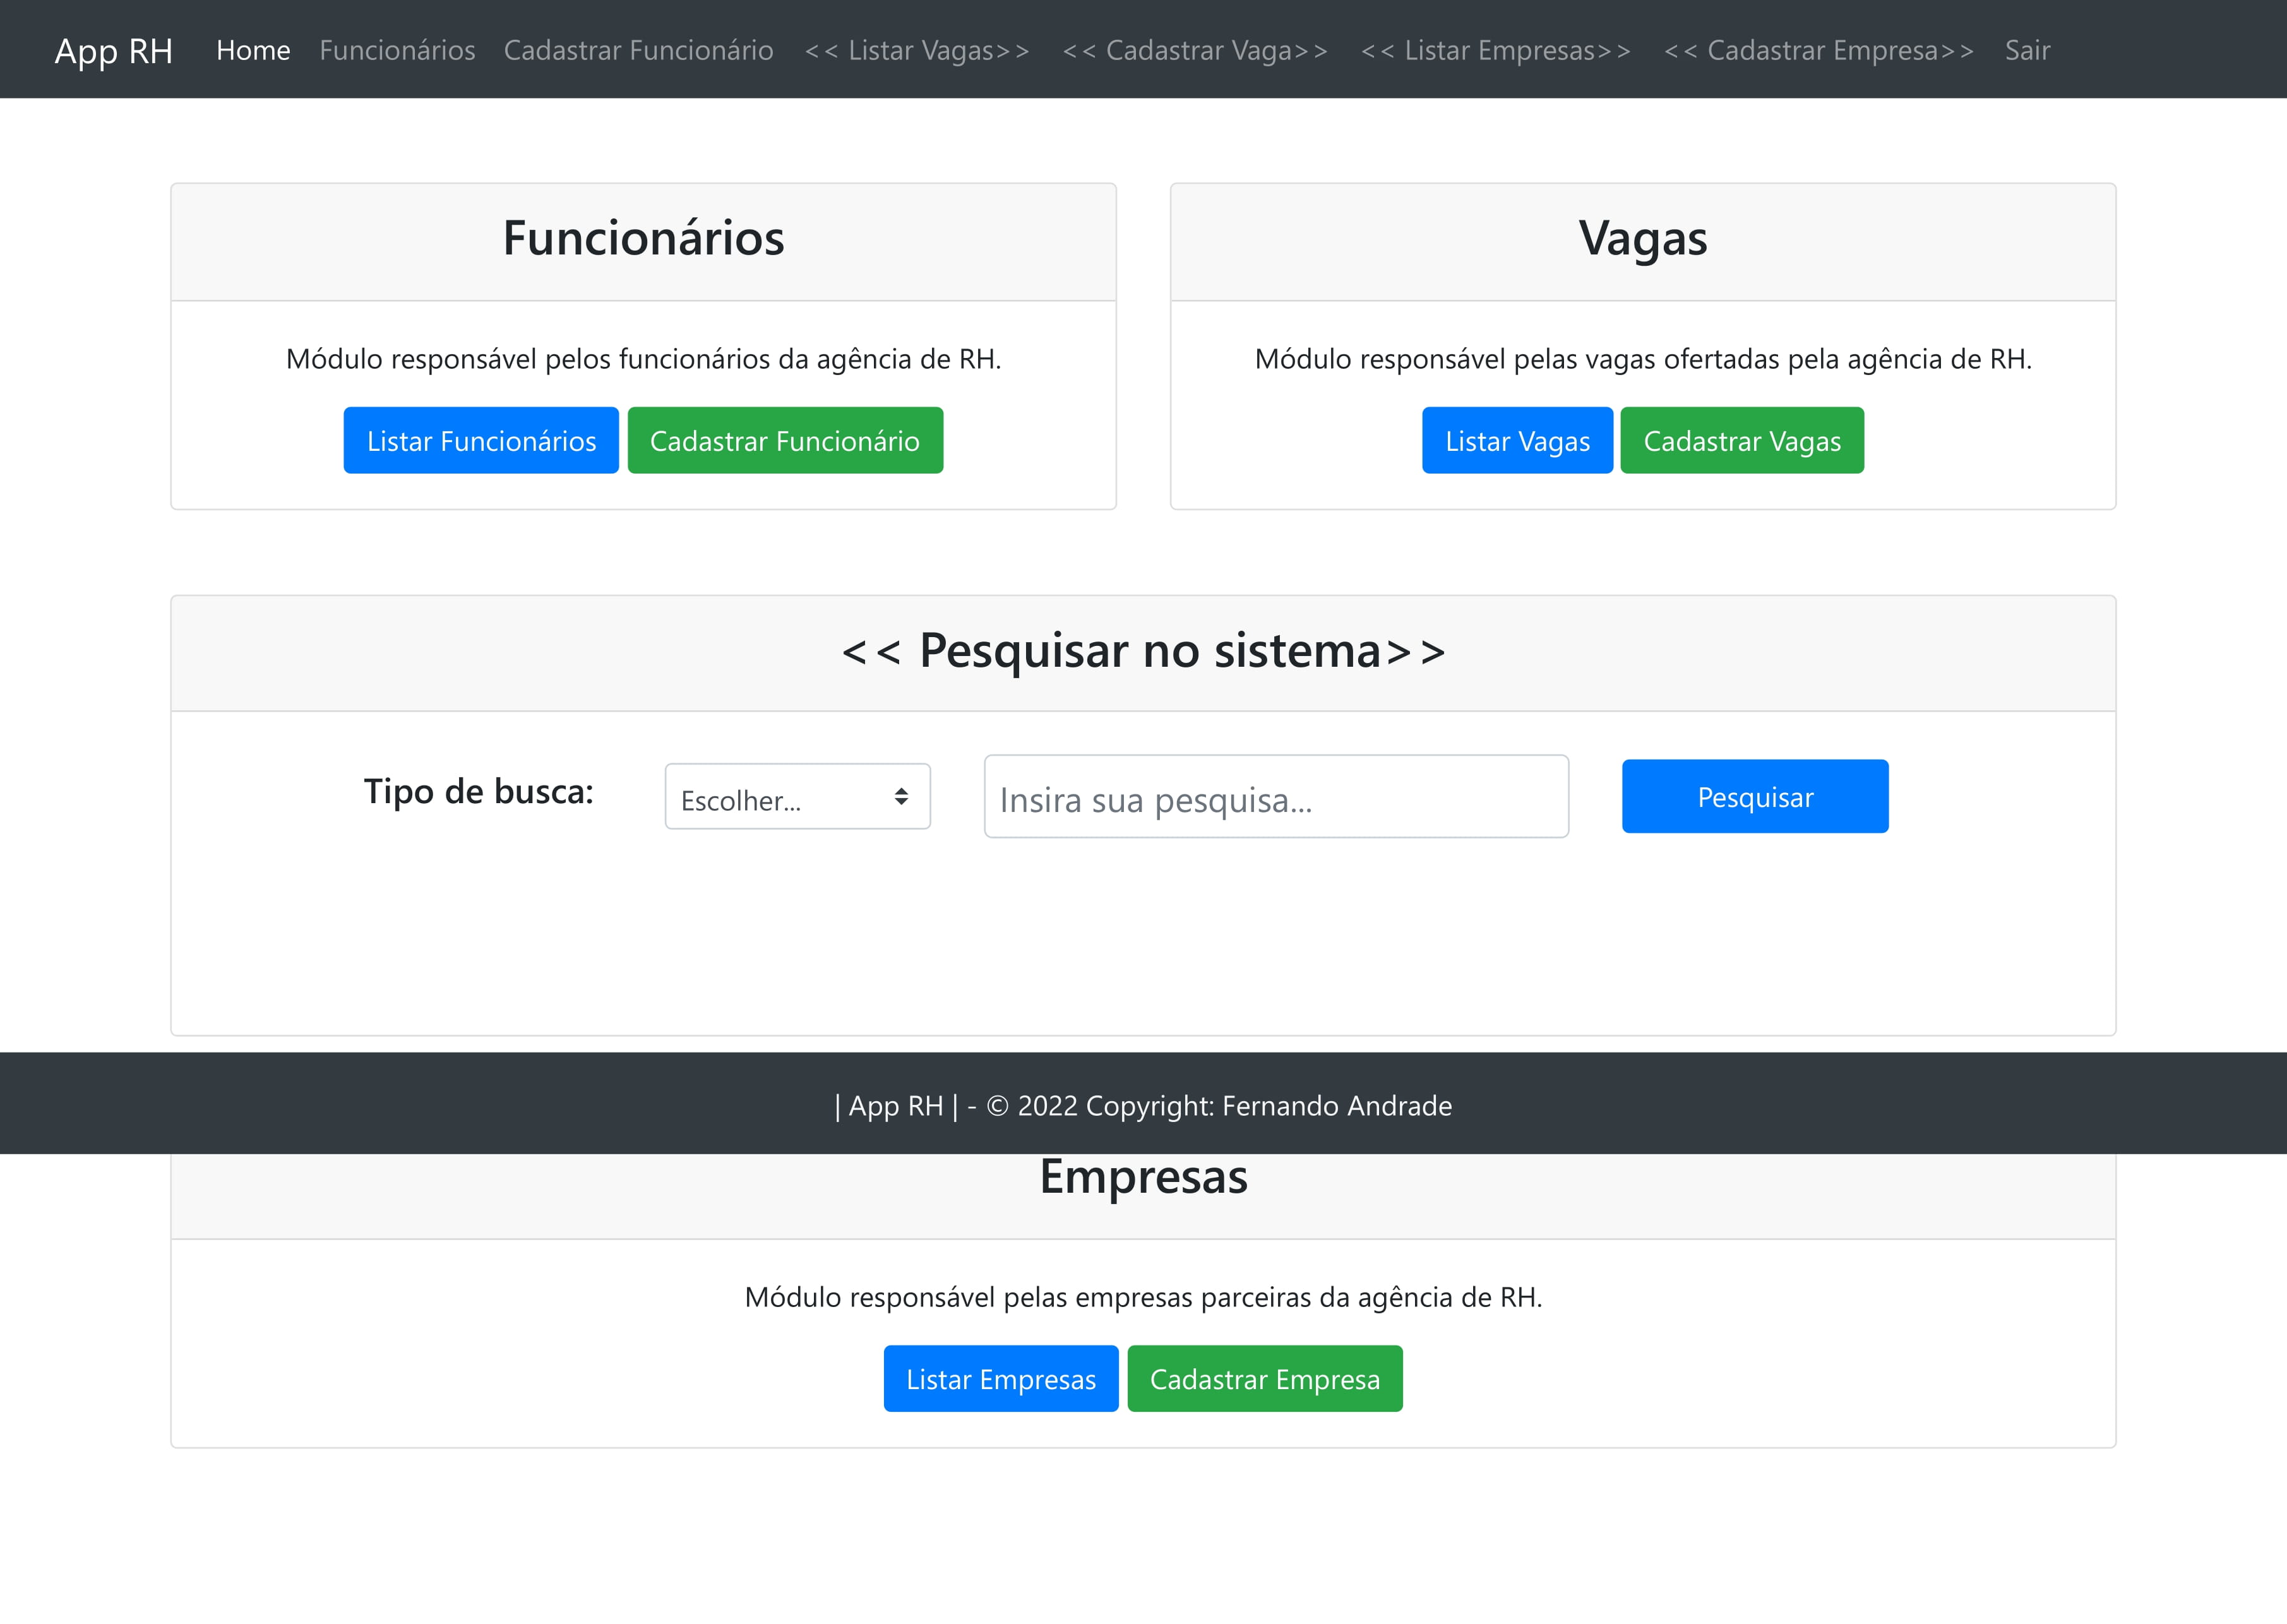 App RH Home Funcionários Cadastrar Funcionário << Listar Vagas>> << Cadastrar Vaga>> << Listar Empresas>> << Cadastrar Empresa>> Sair
Funcionários
Módulo responsável pelos funcionários da agência de RH.
Listar Funcionários Cadastrar Funcionário
Vagas
Módulo responsável pelas vagas ofertadas pela agência de RH.
Listar Vagas Cadastrar Vagas
<< Pesquisar no sistema>>
Tipo de busca: Escolher... Insira sua pesquisa... Pesquisar
| App RH | - © 2022 Copyright: Fernando Andrade
Empresas
Módulo responsável pelas empresas parceiras da agência de RH.
Listar Empresas Cadastrar Empresa